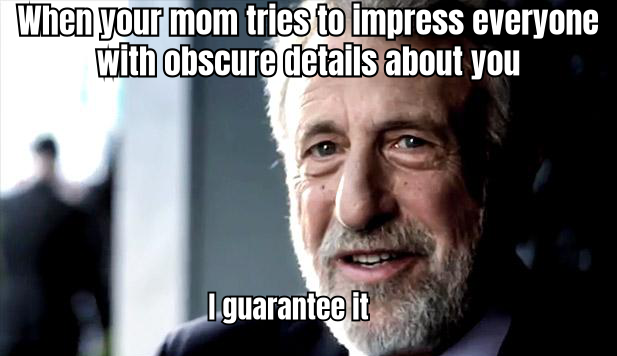 When your mom tries to impress everyone
with obscure details about you
I guarantee it